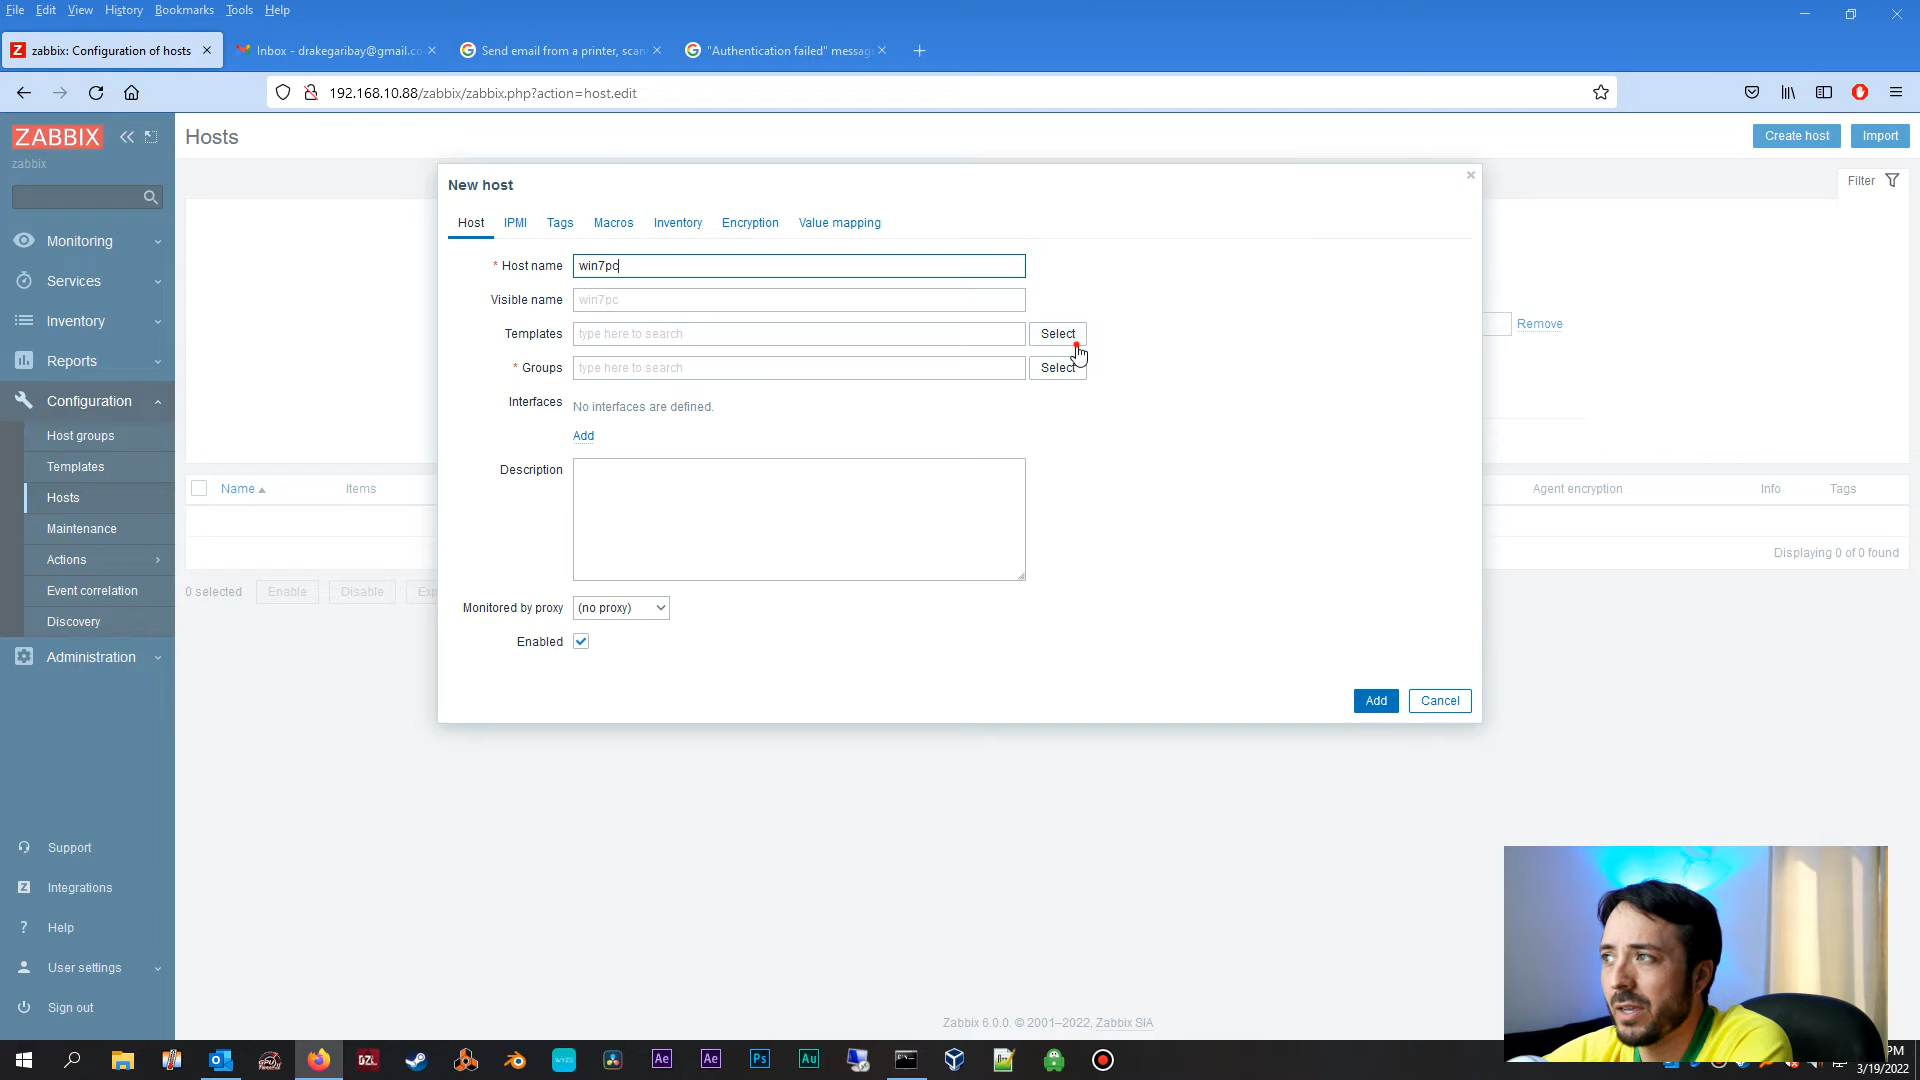 File Edit View History Bookmarks Tools Help
zabbix: Configuration of hosts
Inbox - drakegaribay@gmail.co
Send email from a printer, scan
"Authentication failed" messag
192.168.10.88/zabbix/zabbix.php?action=host.edit
ZABBIX
zabbix
Monitoring
Services
Inventory
Reports
Configuration
Host groups
Templates
Hosts
Maintenance
Actions
Event correlation
Discovery
Administration
Support
Integrations
Help
User settings
Sign out
Hosts
Create host Import
Filter
New host
Host IPMI Tags Macros Inventory Encryption Value mapping
* Host name win7pc
Visible name win7pc
Templates type here to search Select
* Groups type here to search Select
Interfaces No interfaces are defined.
Add
Description
Monitored by proxy (no proxy)
Enabled
Add Cancel
Remove
Name Items Agent encryption Info Tags
Displaying 0 of 0 found
0 selected Enable Disable Exp
Zabbix 6.0.0. © 2001–2022, Zabbix SIA
DZL
WYZE
Ae
Ae
Ps
Au
PM
3/19/2022